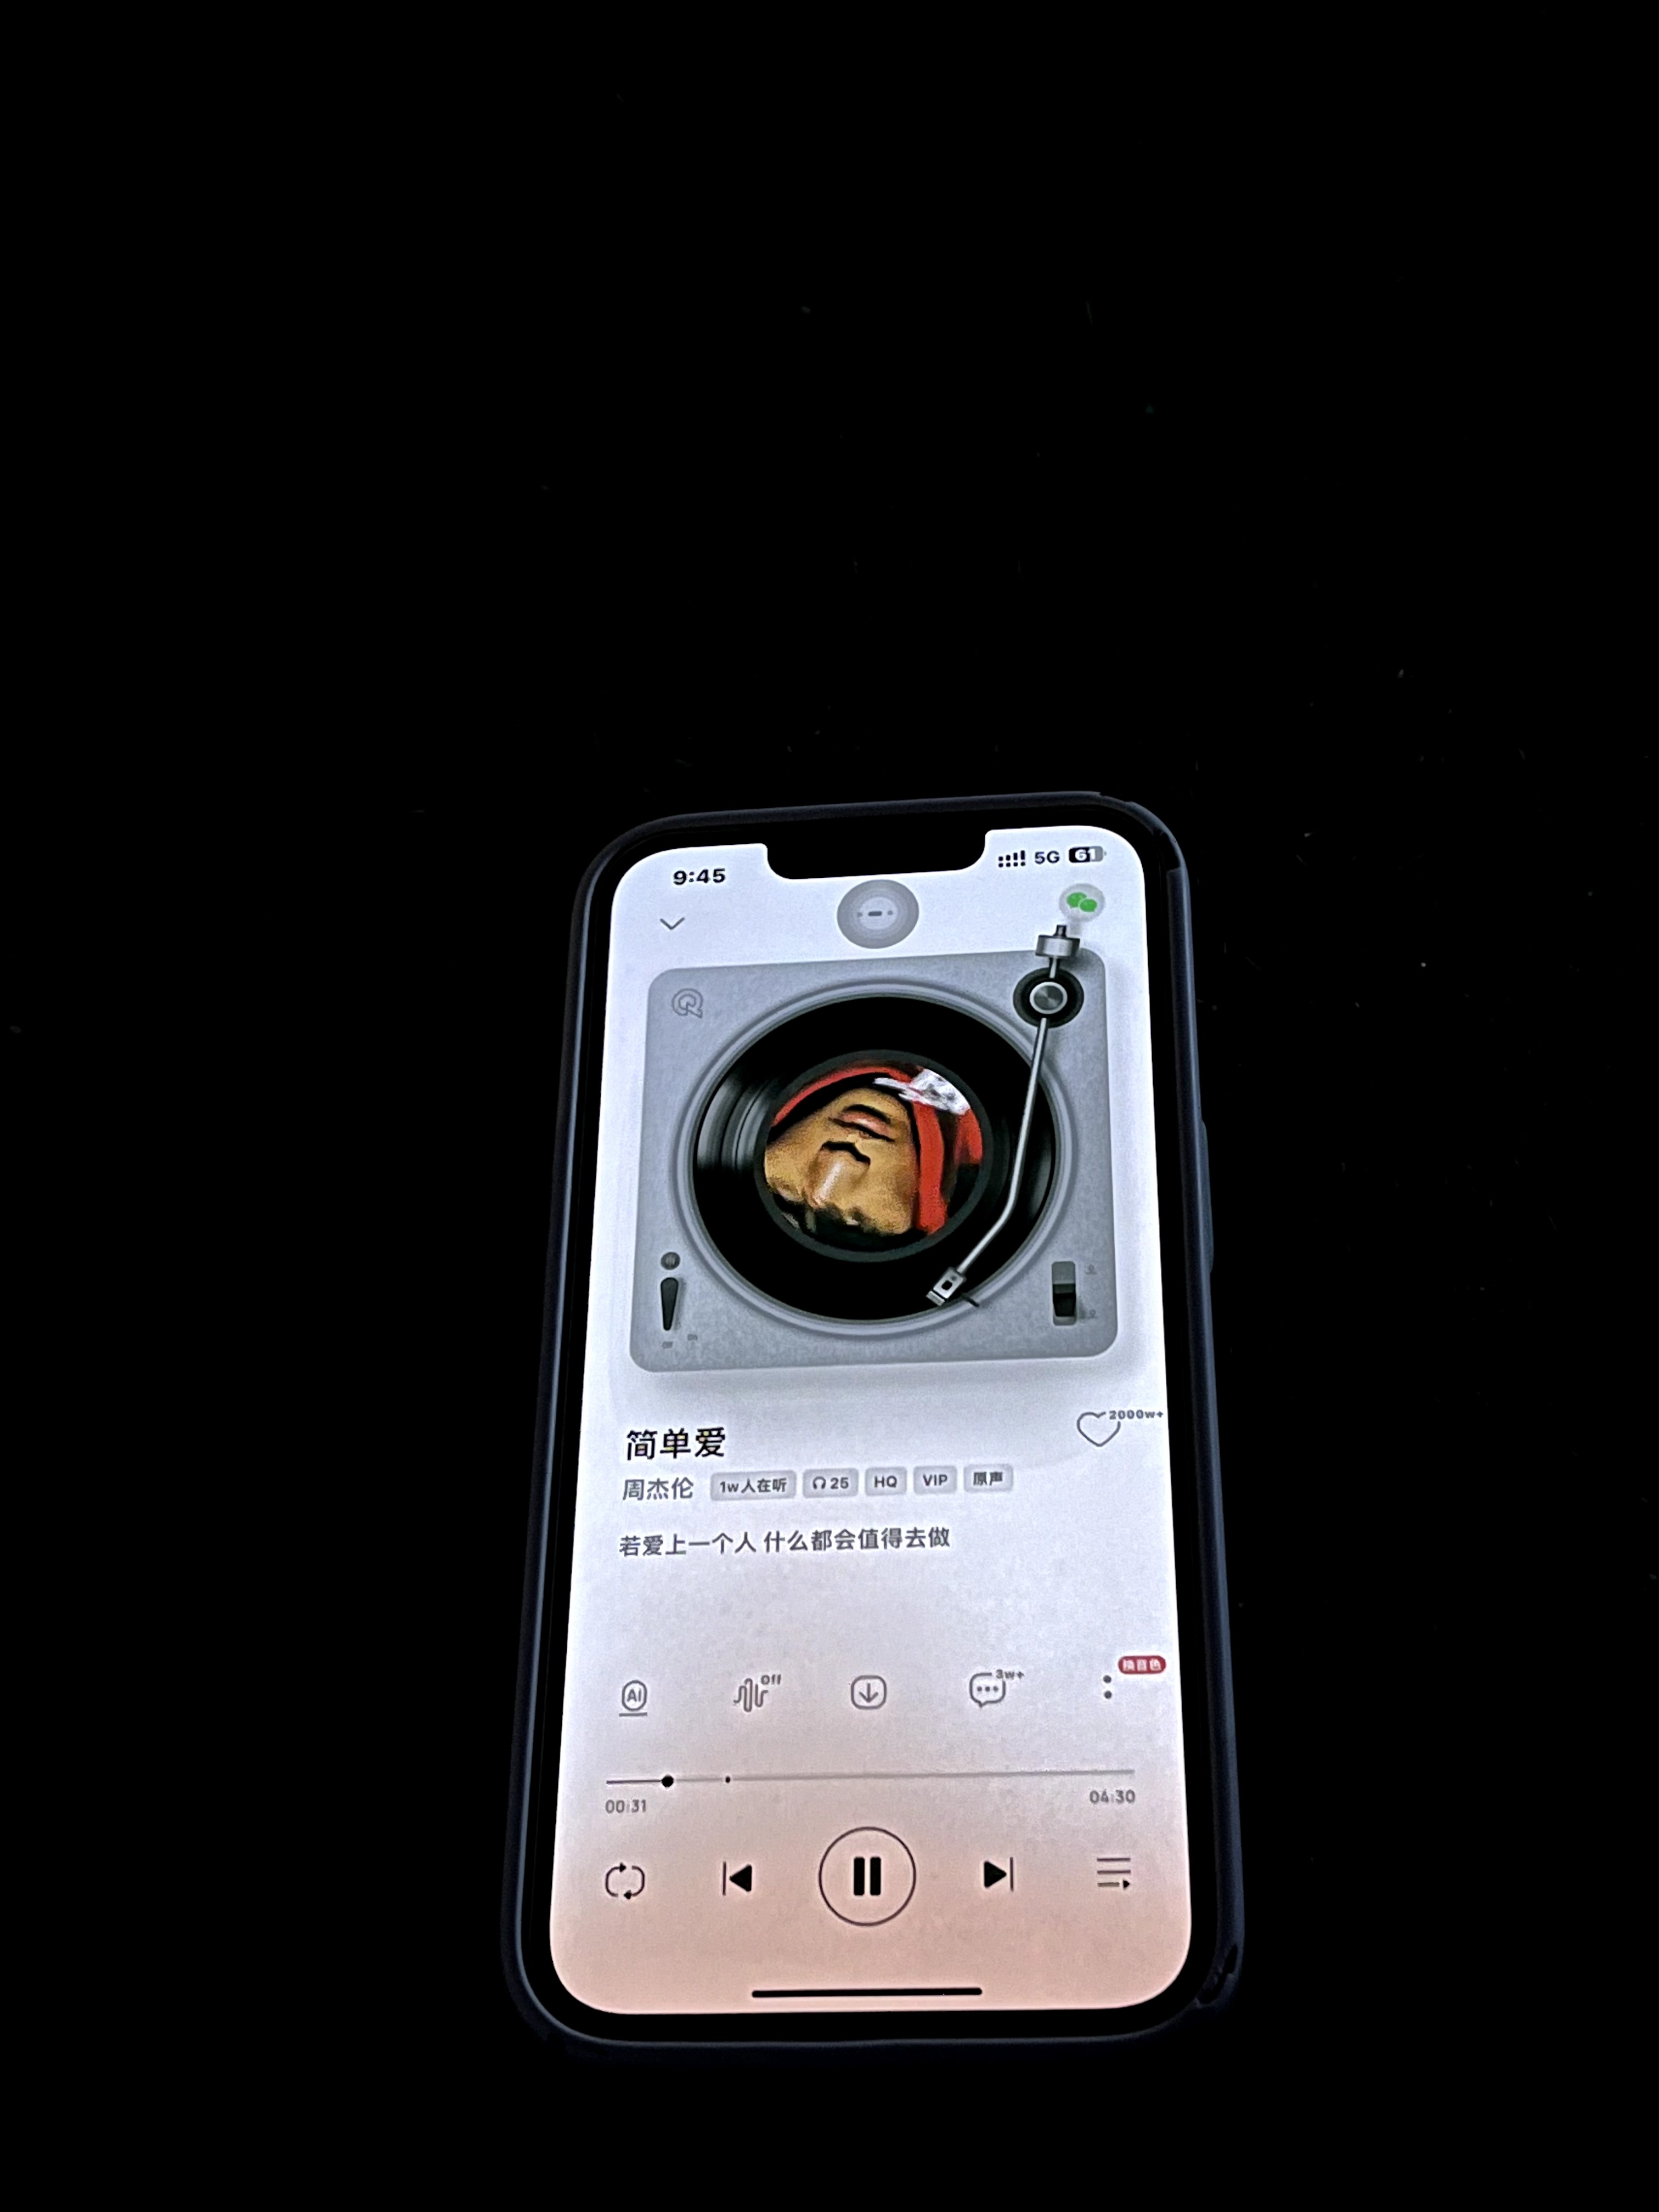 9:45 5G 61
简单爱
2000w+
周杰伦 1w人在听 25 HQ VIP 原声
若爱上一个人 什么都会值得去做
AI Off 3w+ 换音色
00:31 04:30